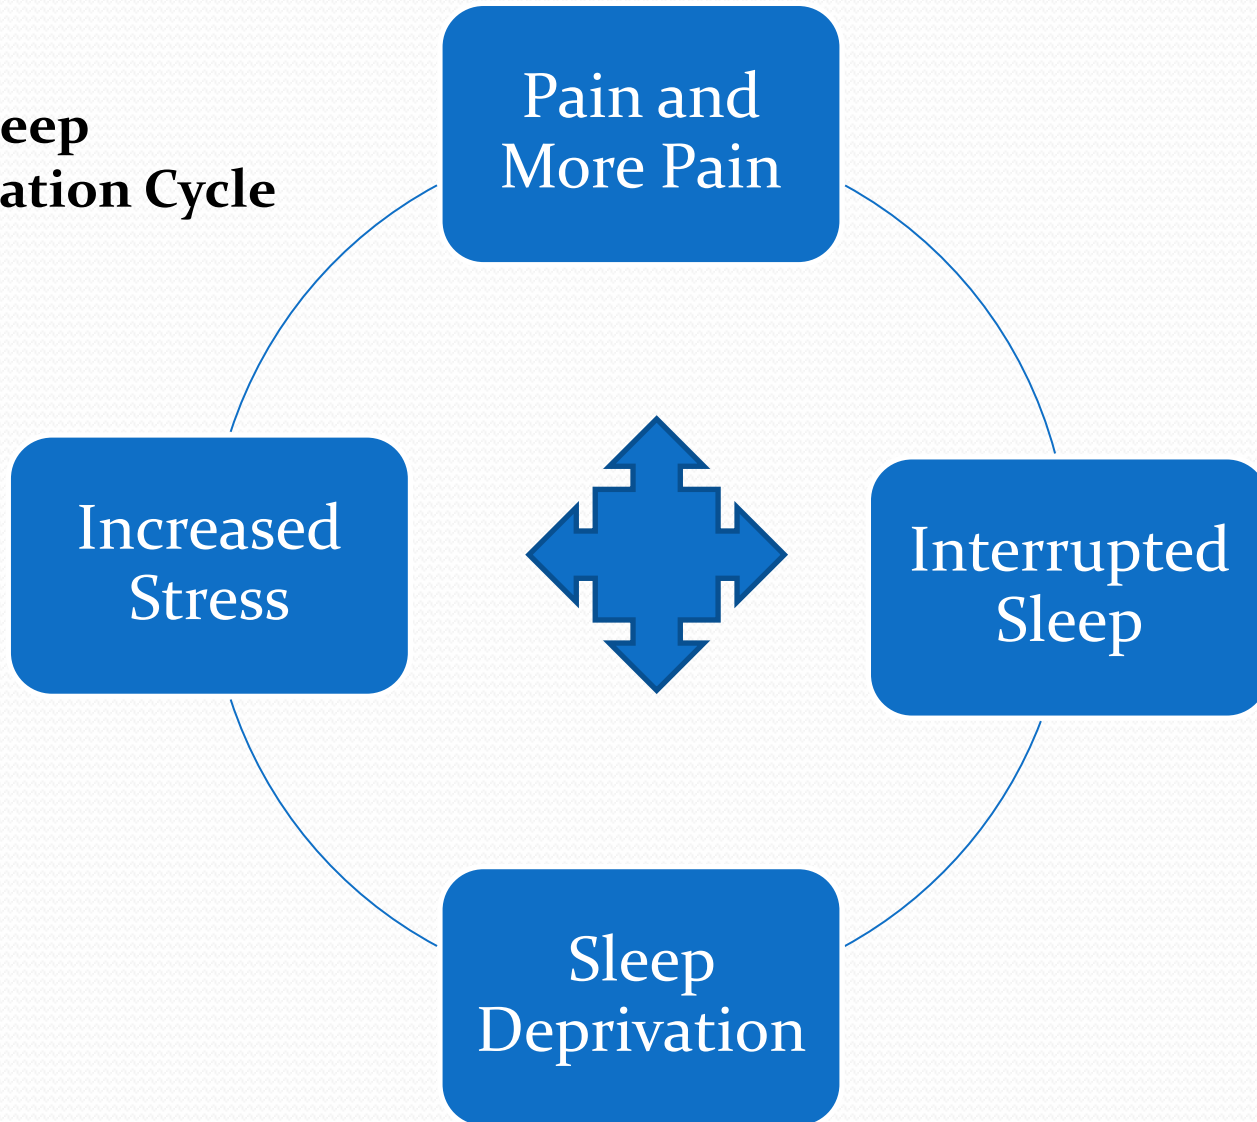 eep
ation Cycle
Pain and
More Pain
Increased
Stress
Interrupted
Sleep
Sleep
Deprivation